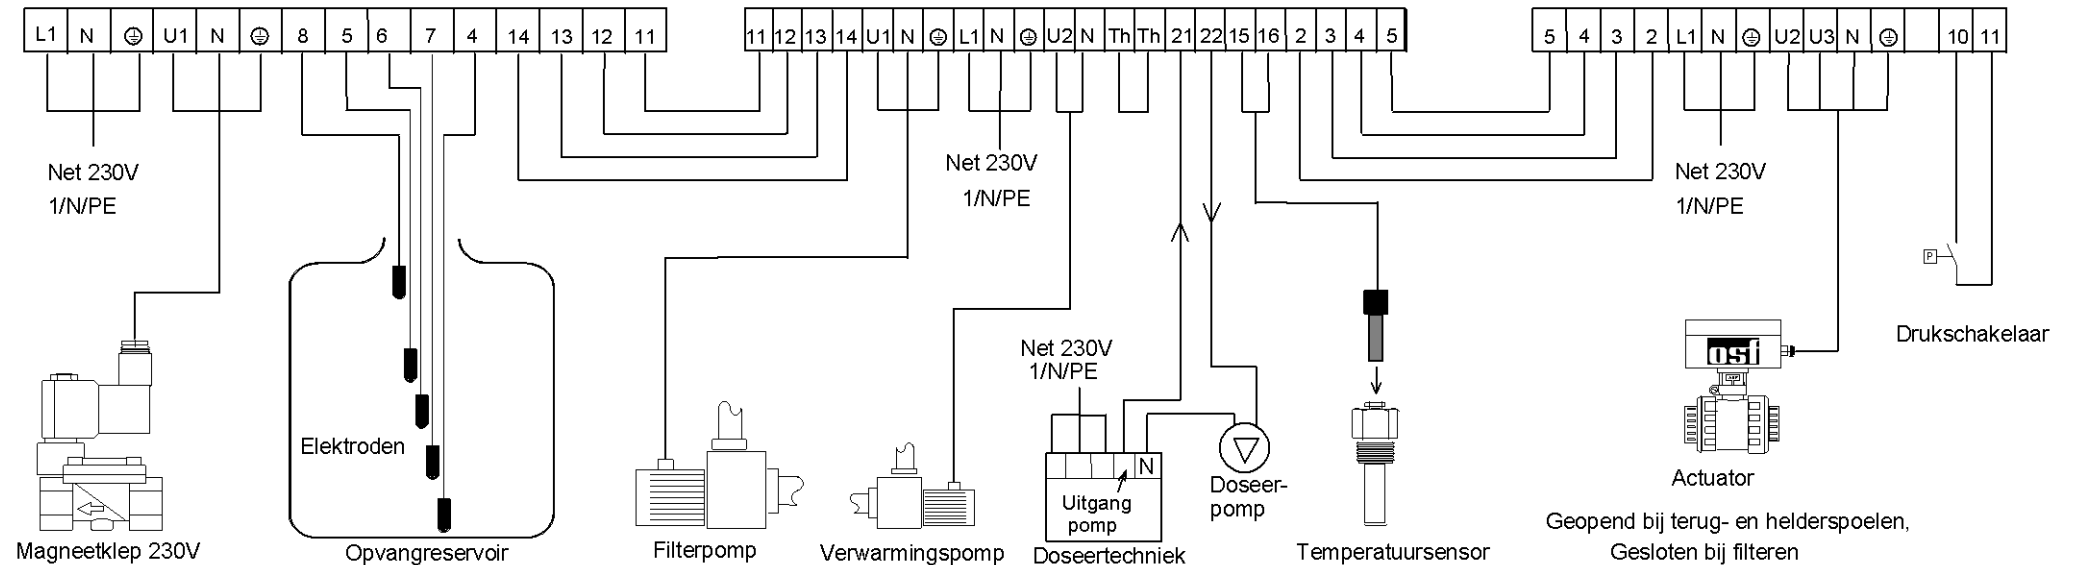 L1 N U1 N 8 5 6 7 4 14 13 12 11
11 12 13 14 U1 N L1 N U2 N Th Th 21 22 15 16 2 3 4 5
5 4 3 2 L1 N U2 U3 N 10 11
Net 230V
1/N/PE
Net 230V
1/N/PE
Net 230V
1/N/PE
P
Drukschakelaar
osf
Net 230V
1/N/PE
Elektroden
N
Uitgang
pomp
Doseer-
pomp
Actuator
Geopend bij terug- en helderspoelen,
Gesloten bij filteren
Magneetklep 230V
Opvangreservoir
Filterpomp
Verwarmingspomp
Doseertechniek
Temperatuursensor